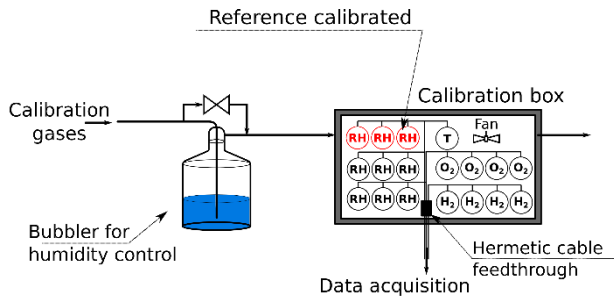 Reference calibrated
Calibration
gases
Calibration box
Fan
RH RH RH T
RH RH RH O₂ O₂ O₂ O₂
RH RH RH H₂ H₂ H₂ H₂
Bubbler for
humidity control
Hermetic cable
feedthrough
Data acquisition